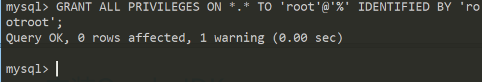 mysql> GRANT ALL PRIVILEGES ON *.* TO 'root'@'%' IDENTIFIED BY 'ro
otroot';
Query OK, 0 rows affected, 1 warning (0.00 sec)
mysql>